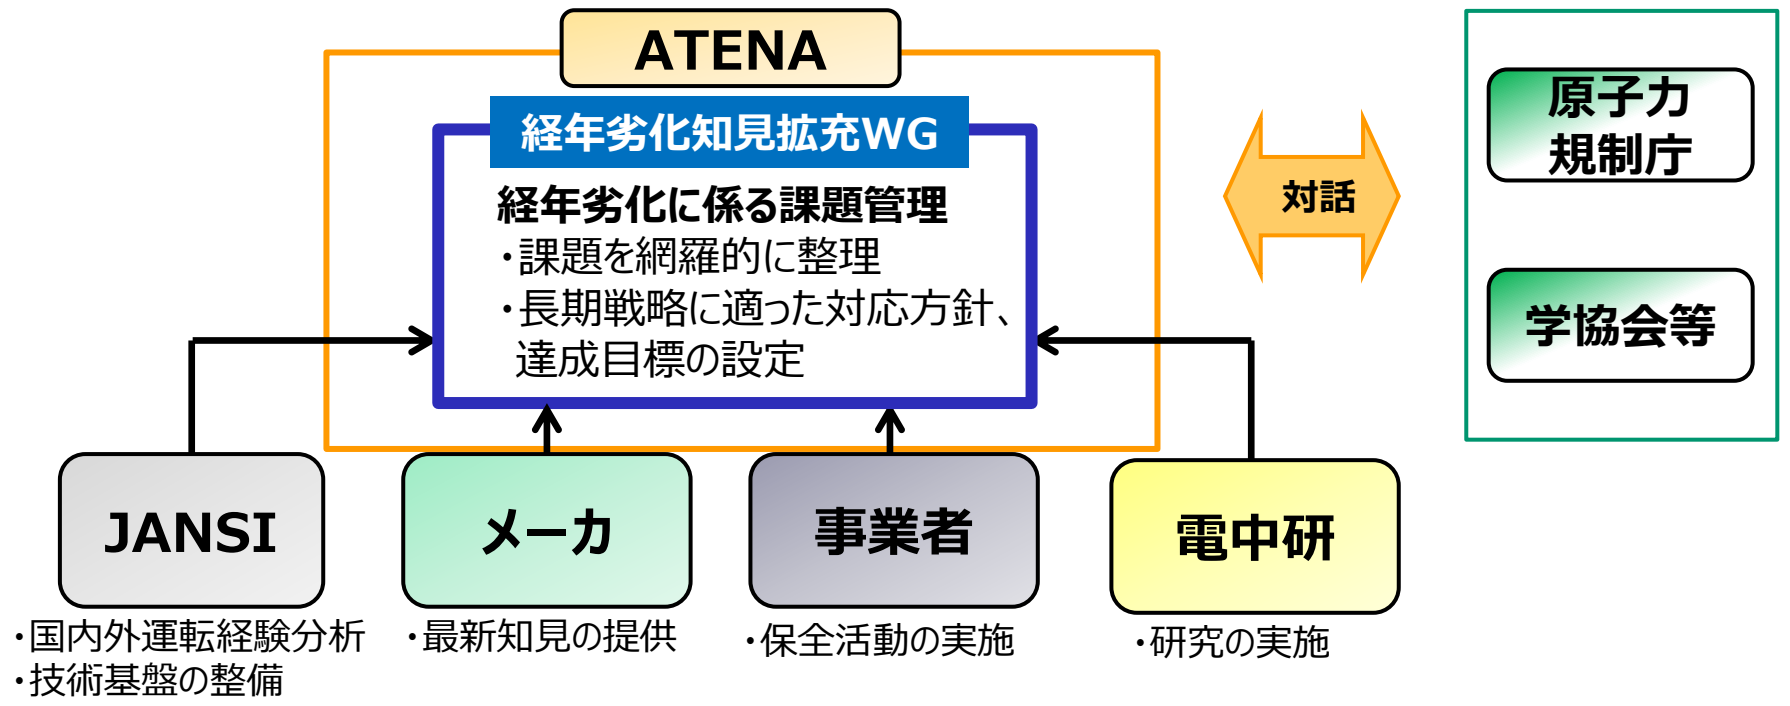 ATENA
経年劣化知見拡充WG
経年劣化に係る課題管理
・課題を網羅的に整理
・長期戦略に適った対応方針、
達成目標の設定
対話
原子力
規制庁
学協会等
JANSI
メーカ
事業者
電中研
・国内外運転経験分析
・技術基盤の整備
・最新知見の提供
・保全活動の実施
・研究の実施